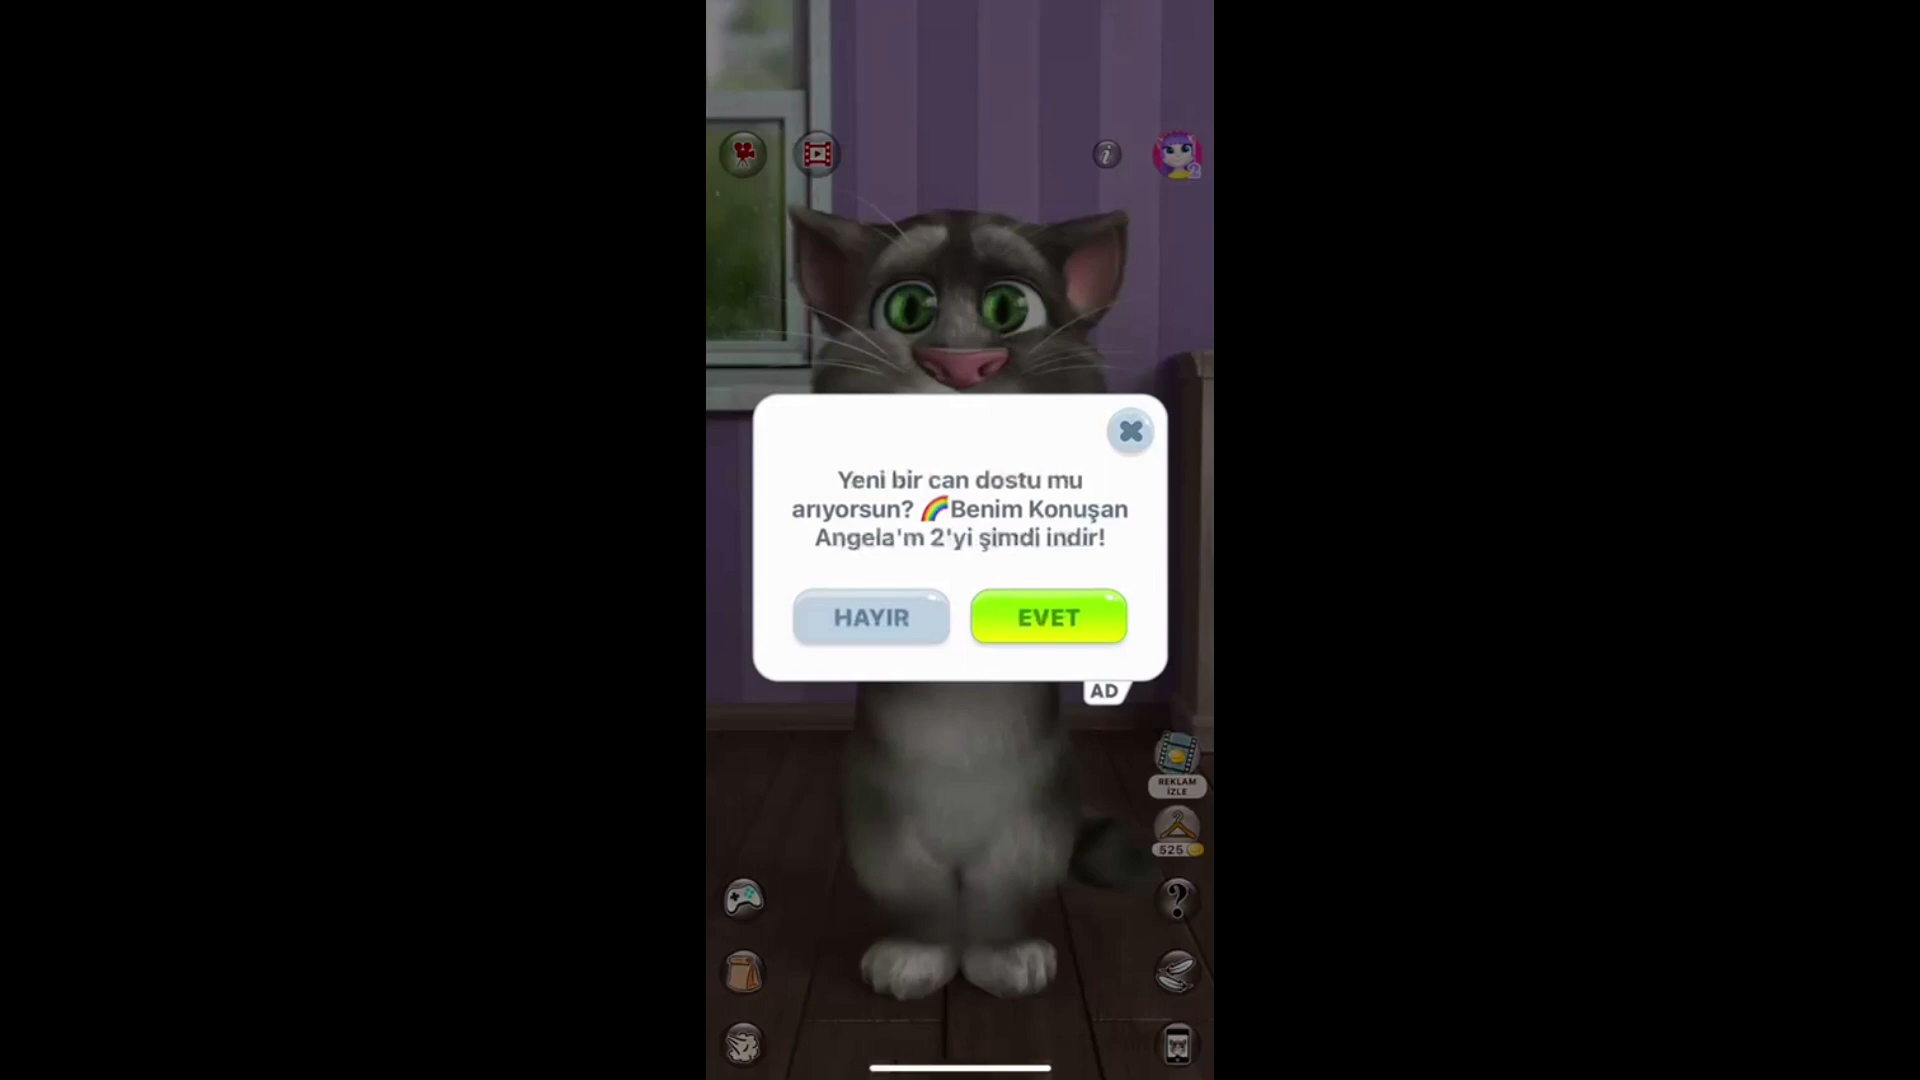 Yeni bir can dostu mu
arıyorsun? 🌈Benim Konuşan
Angela'm 2'yi şimdi indir!
HAYIR
EVET
AD
REKLAM
İZLE
525
?
2
i